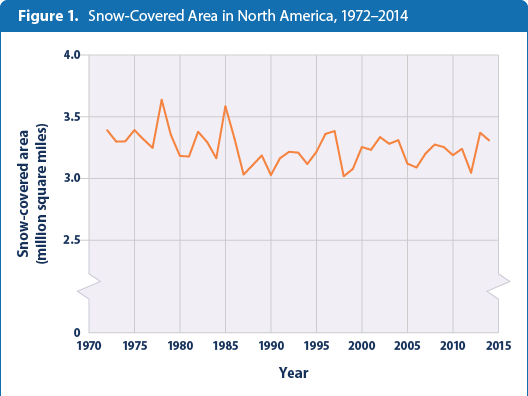 Figure 1. Snow-Covered Area in North America, 1972–2014
4.0
3.5
3.0
2.5
0
Snow-covered area
(million square miles)
1970 1975 1980 1985 1990 1995 2000 2005 2010 2015
Year